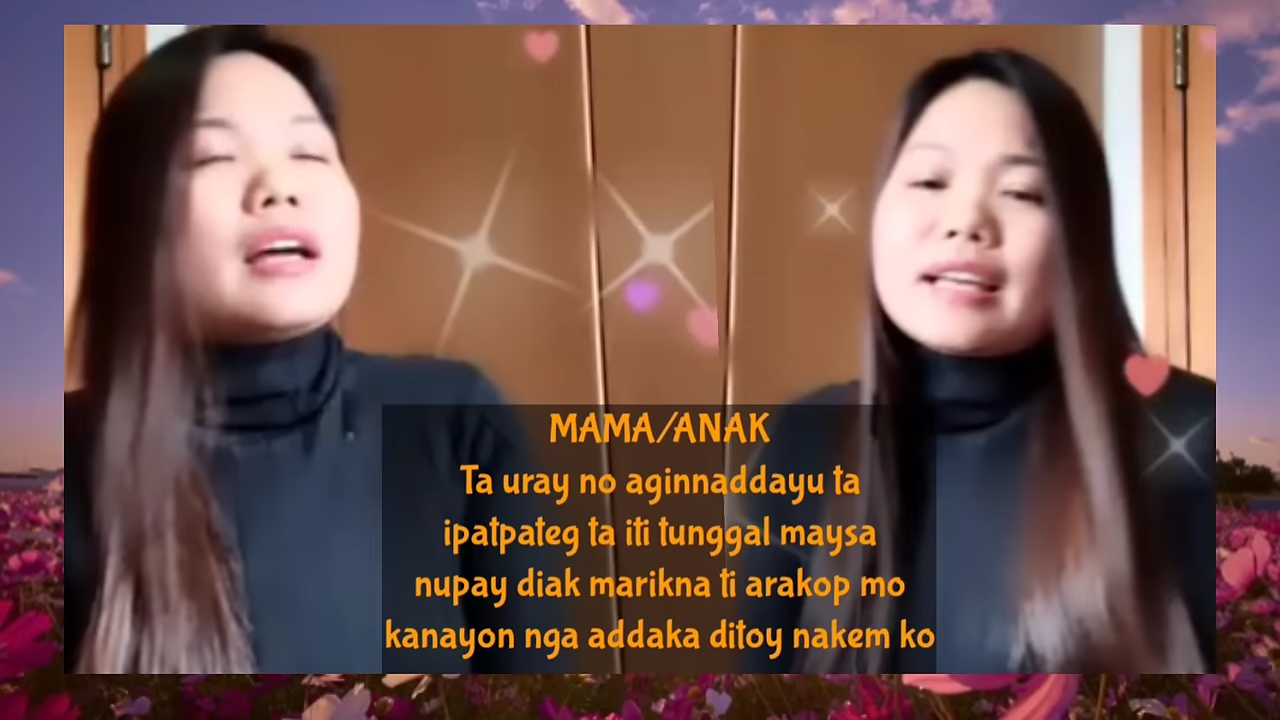 MAMA/ANAK
Ta uray no aginnaddayu ta
ipatpateg ta iti tunggal maysa
nupay diak marikna ti arakop mo
kanayon nga addaka ditoy nakem ko